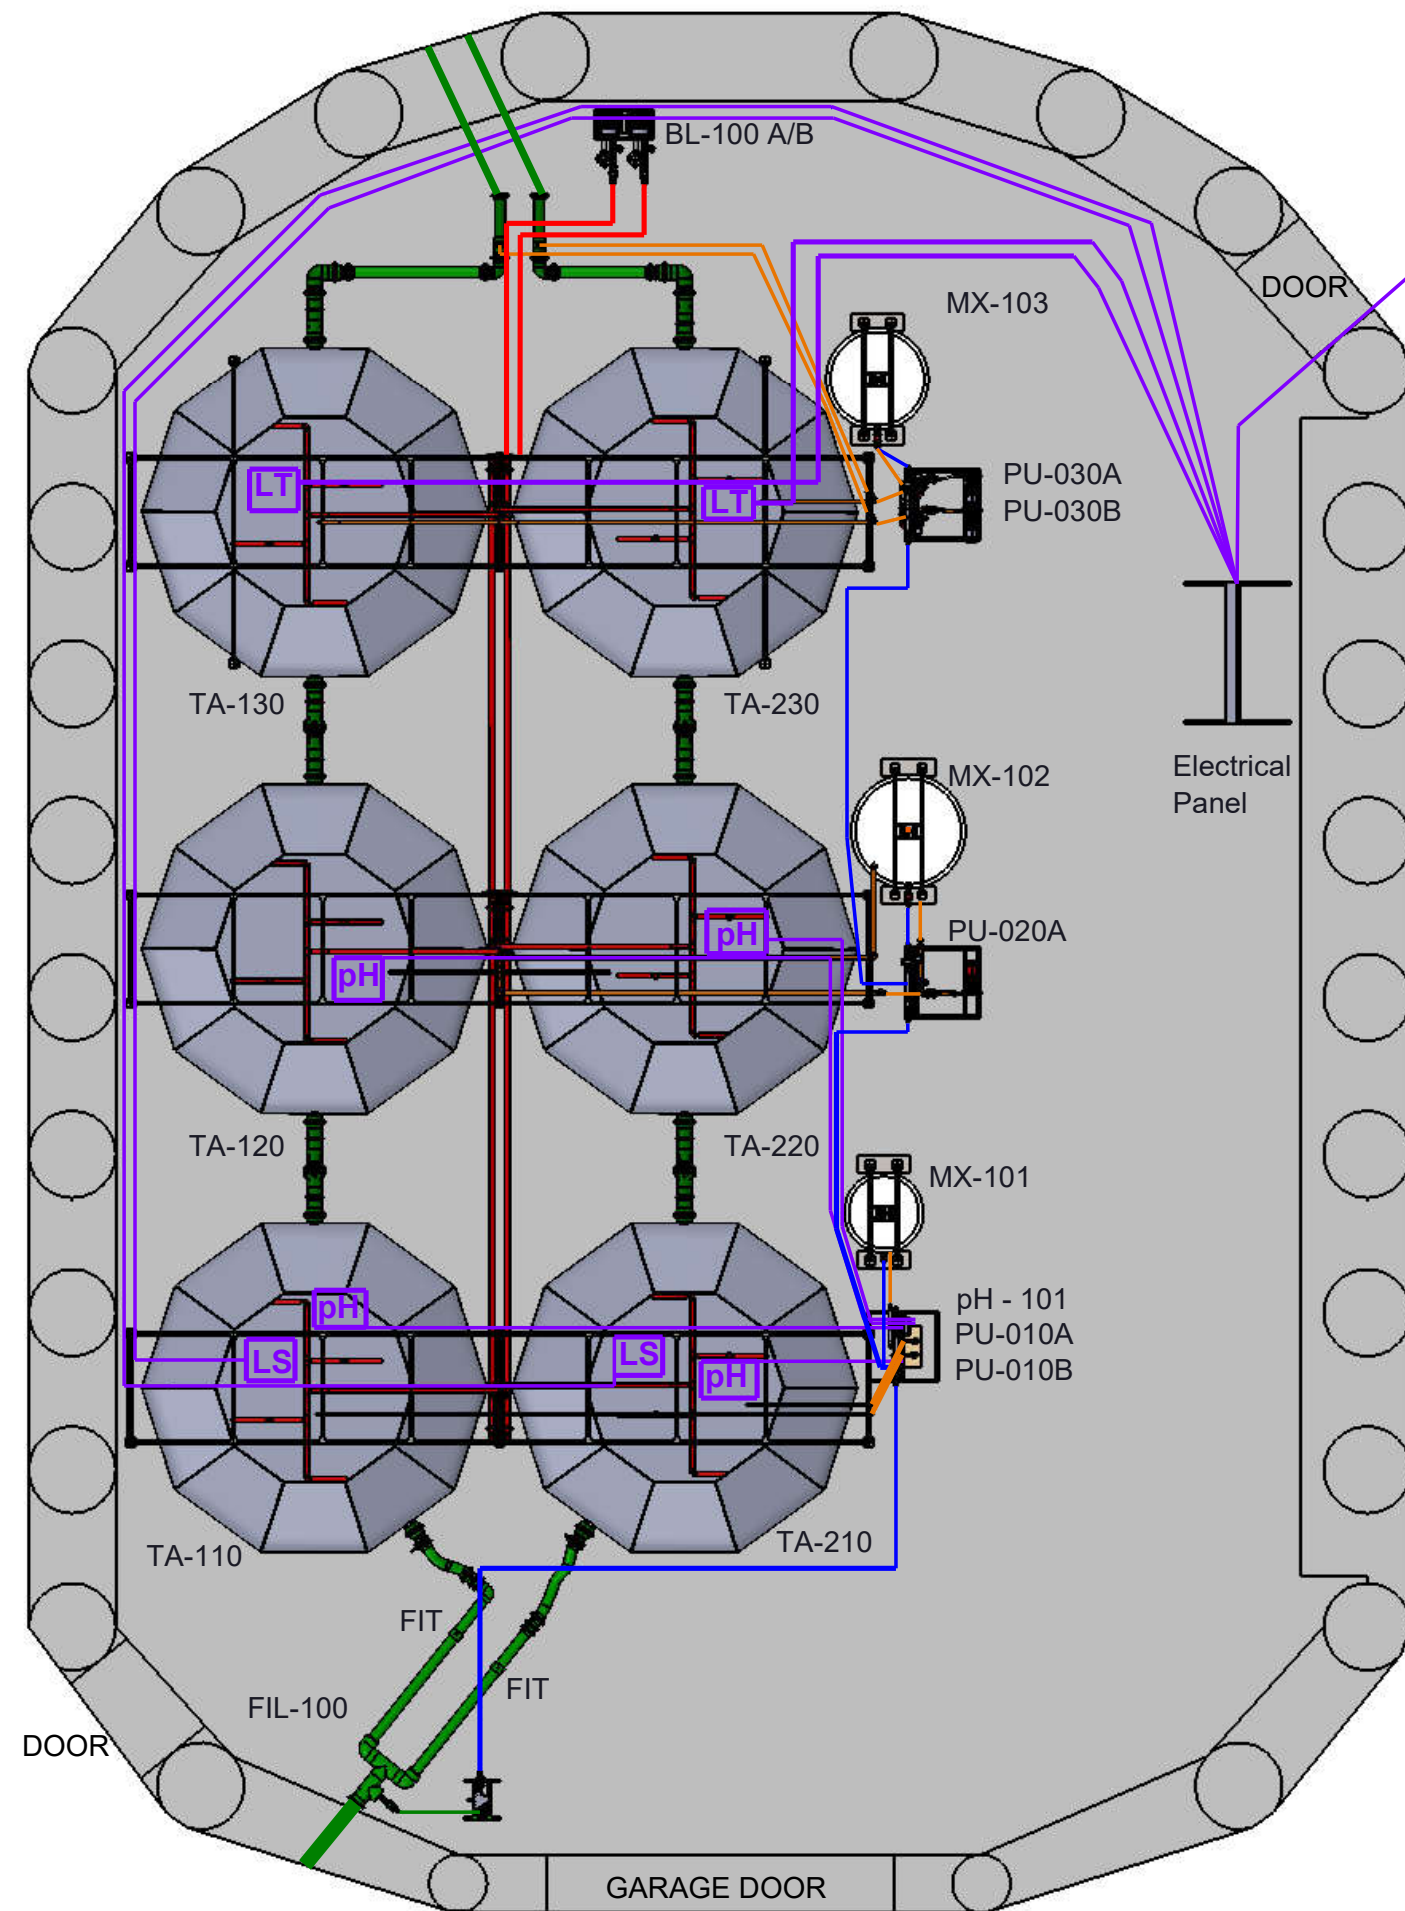 BL-100 A/B
DOOR
MX-103
LT
LT
PU-030A
PU-030B
TA-130
TA-230
Electrical
Panel
MX-102
pH
pH
PU-020A
TA-120
TA-220
MX-101
pH
LS
LS
pH
pH - 101
PU-010A
PU-010B
TA-110
TA-210
FIT
FIT
FIL-100
DOOR
GARAGE DOOR